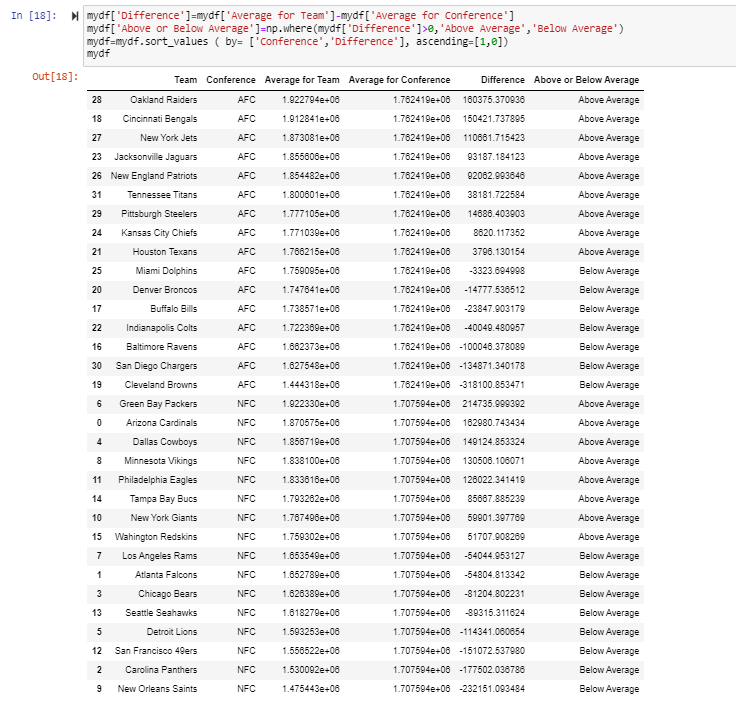 In [18]: mydf['Difference']=mydf['Average for Team']-mydf['Average for Conference']
mydf['Above or Below Average']=np.where(mydf['Difference']>0,'Above Average','Below Average')
mydf=mydf.sort_values ( by= ['Conference','Difference'], ascending=[1,0])
mydf
Out[18]:
Team Conference Average for Team Average for Conference Difference Above or Below Average
28 Oakland Raiders AFC 1.922794e+06 1.762419e+06 160375.370936 Above Average
18 Cincinnati Bengals AFC 1.912841e+06 1.762419e+06 150421.737895 Above Average
27 New York Jets AFC 1.873081e+06 1.762419e+06 110661.715423 Above Average
23 Jacksonville Jaguars AFC 1.855606e+06 1.762419e+06 93187.184123 Above Average
26 New England Patriots AFC 1.854482e+06 1.762419e+06 92062.993646 Above Average
31 Tennessee Titans AFC 1.800601e+06 1.762419e+06 38181.722584 Above Average
29 Pittsburgh Steelers AFC 1.777105e+06 1.762419e+06 14686.403903 Above Average
24 Kansas City Chiefs AFC 1.771039e+06 1.762419e+06 8620.117352 Above Average
21 Houston Texans AFC 1.766215e+06 1.762419e+06 3796.130154 Above Average
25 Miami Dolphins AFC 1.759095e+06 1.762419e+06 -3323.694998 Below Average
20 Denver Broncos AFC 1.747641e+06 1.762419e+06 -14777.536512 Below Average
17 Buffalo Bills AFC 1.738571e+06 1.762419e+06 -23847.903179 Below Average
22 Indianapolis Colts AFC 1.722369e+06 1.762419e+06 -40049.480957 Below Average
16 Baltimore Ravens AFC 1.662373e+06 1.762419e+06 -100046.378089 Below Average
30 San Diego Chargers AFC 1.627548e+06 1.762419e+06 -134871.340178 Below Average
19 Cleveland Browns AFC 1.444318e+06 1.762419e+06 -318100.853471 Below Average
6 Green Bay Packers NFC 1.922330e+06 1.707594e+06 214735.999392 Above Average
0 Arizona Cardinals NFC 1.870575e+06 1.707594e+06 162980.743434 Above Average
4 Dallas Cowboys NFC 1.856719e+06 1.707594e+06 149124.853324 Above Average
8 Minnesota Vikings NFC 1.838100e+06 1.707594e+06 130506.106071 Above Average
11 Philadelphia Eagles NFC 1.833616e+06 1.707594e+06 126022.341419 Above Average
14 Tampa Bay Bucs NFC 1.793262e+06 1.707594e+06 85667.885239 Above Average
10 New York Giants NFC 1.767496e+06 1.707594e+06 59901.397769 Above Average
15 Wahington Redskins NFC 1.759302e+06 1.707594e+06 51707.908269 Above Average
7 Los Angeles Rams NFC 1.653549e+06 1.707594e+06 -54044.953127 Below Average
1 Atlanta Falcons NFC 1.652789e+06 1.707594e+06 -54804.813342 Below Average
3 Chicago Bears NFC 1.626389e+06 1.707594e+06 -81204.802231 Below Average
13 Seattle Seahawks NFC 1.618279e+06 1.707594e+06 -89315.311624 Below Average
5 Detroit Lions NFC 1.593253e+06 1.707594e+06 -114341.060654 Below Average
12 San Francisco 49ers NFC 1.556522e+06 1.707594e+06 -151072.537980 Below Average
2 Carolina Panthers NFC 1.530092e+06 1.707594e+06 -177502.036786 Below Average
9 New Orleans Saints NFC 1.475443e+06 1.707594e+06 -232151.093484 Below Average